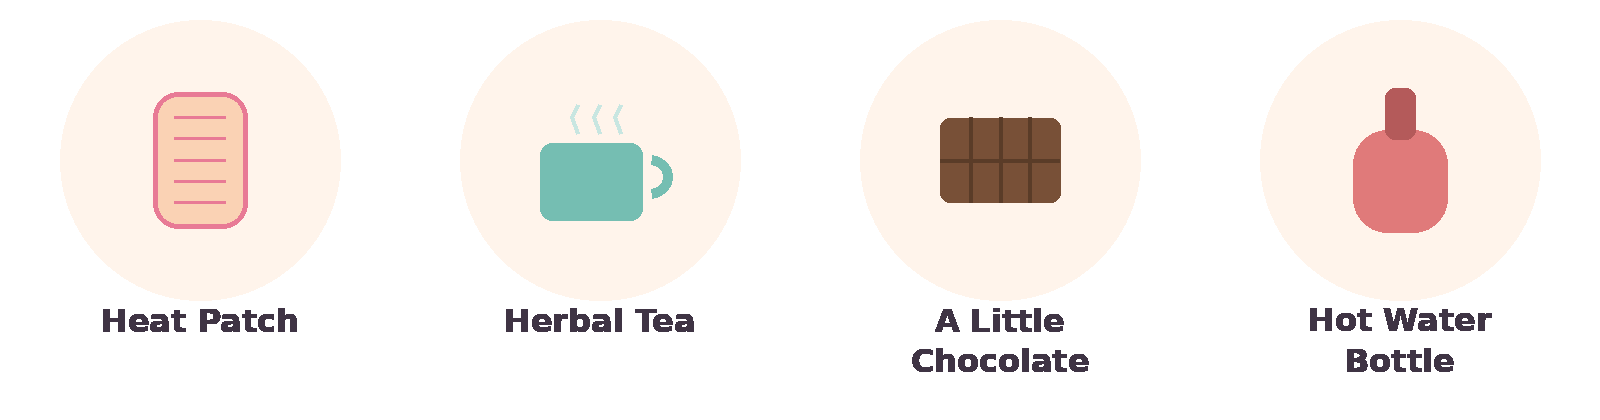 Heat Patch
Herbal Tea
A Little
Chocolate
Hot Water
Bottle